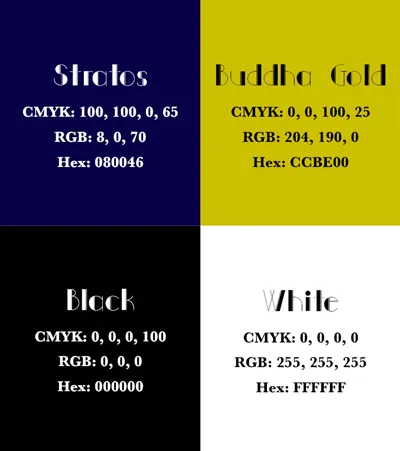 Stratos
CMYK: 100, 100, 0, 65
RGB: 8, 0, 70
Hex: 080046
Buddha Gold
CMYK: 0, 0, 100, 25
RGB: 204, 190, 0
Hex: CCBE00
Black
CMYK: 0, 0, 0, 100
RGB: 0, 0, 0
Hex: 000000
White
CMYK: 0, 0, 0, 0
RGB: 255, 255, 255
Hex: FFFFFF